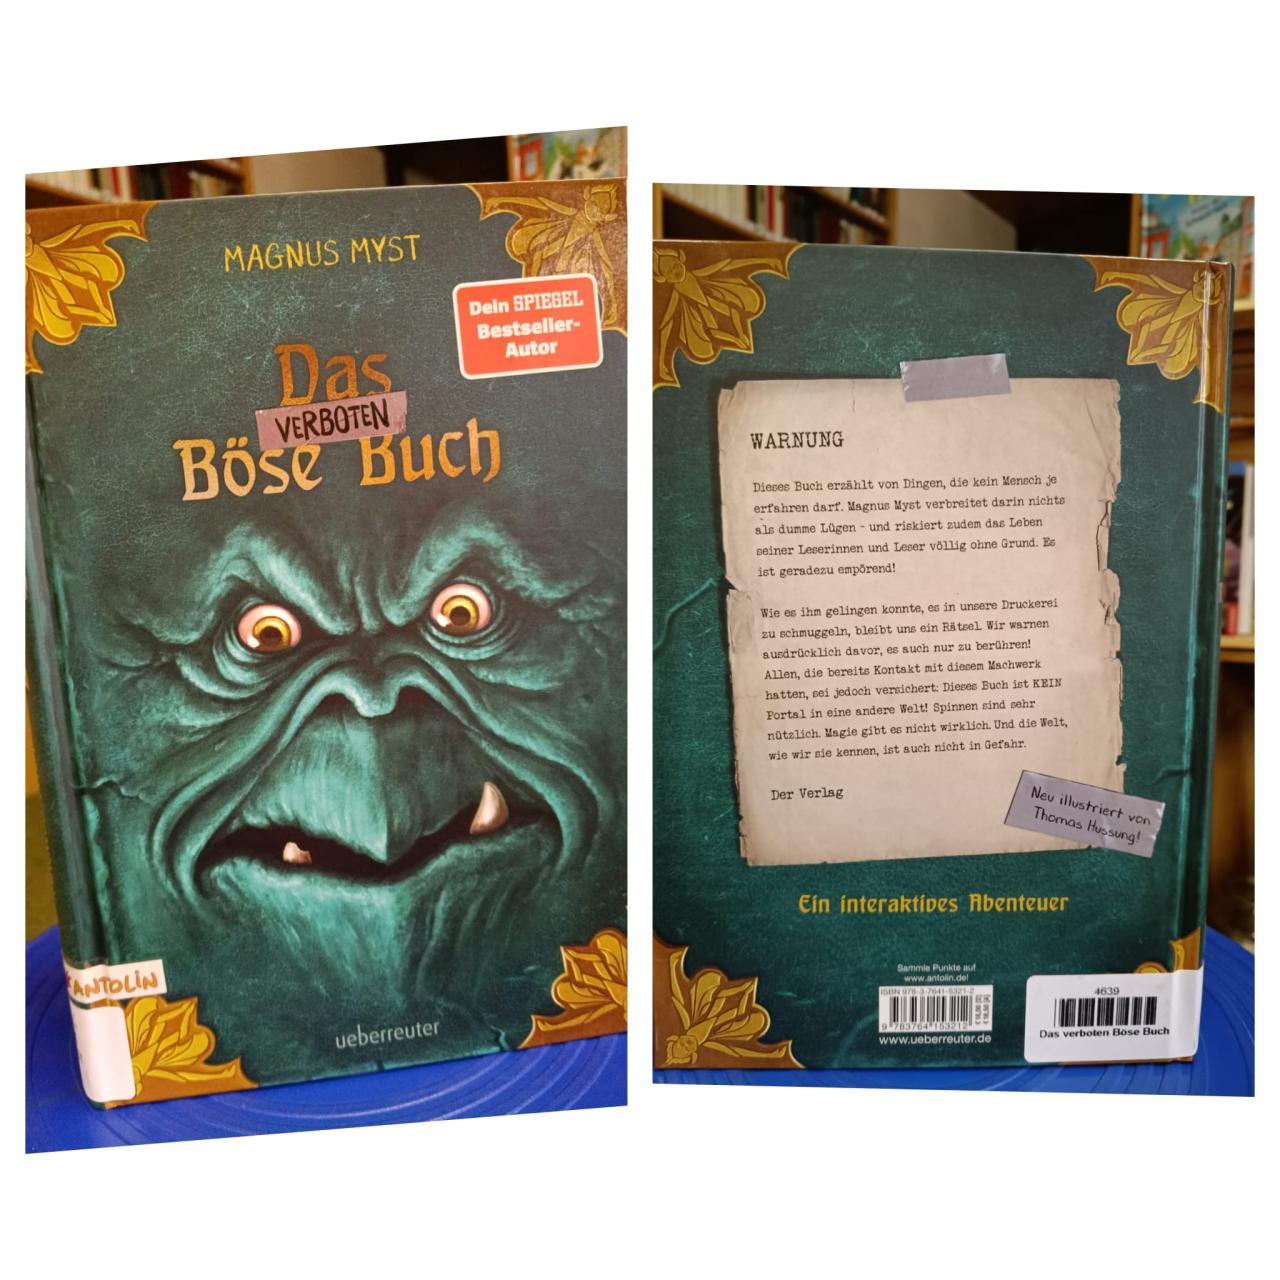 MAGNUS MYST
Dein SPIEGEL
Bestseller-
Autor
Das
VERBOTEN
Böse Buch
ANTOLIN
ueberreuter
WARNUNG
Dieses Buch erzählt von Dingen, die kein Mensch je
erfahren darf. Magnus Myst verbreitet darin nichts
als dumme Lügen - und riskiert zudem das Leben
seiner Leserinnen und Leser völlig ohne Grund. Es
ist geradezu empörend!
Wie es ihm gelingen konnte, es in unsere Druckerei
zu schmuggeln, bleibt uns ein Rätsel. Wir warnen
ausdrücklich davor, es auch nur zu berühren!
Allen, die bereits Kontakt mit diesem Machwerk
hatten, sei jedoch versichert: Dieses Buch ist KEIN
Portal in eine andere Welt! Spinnen sind sehr
nützlich. Magie gibt es nicht wirklich. Und die Welt,
wie wir sie kennen, ist auch nicht in Gefahr.
Der Verlag
Neu illustriert von
Thomas Hussung!
Ein interaktives Abenteuer
Sammle Punkte auf
www.antolin.de!
ISBN 978-3-7641-5321-2
9 783764 153212
www.ueberreuter.de
4639
Das verboten Böse Buch